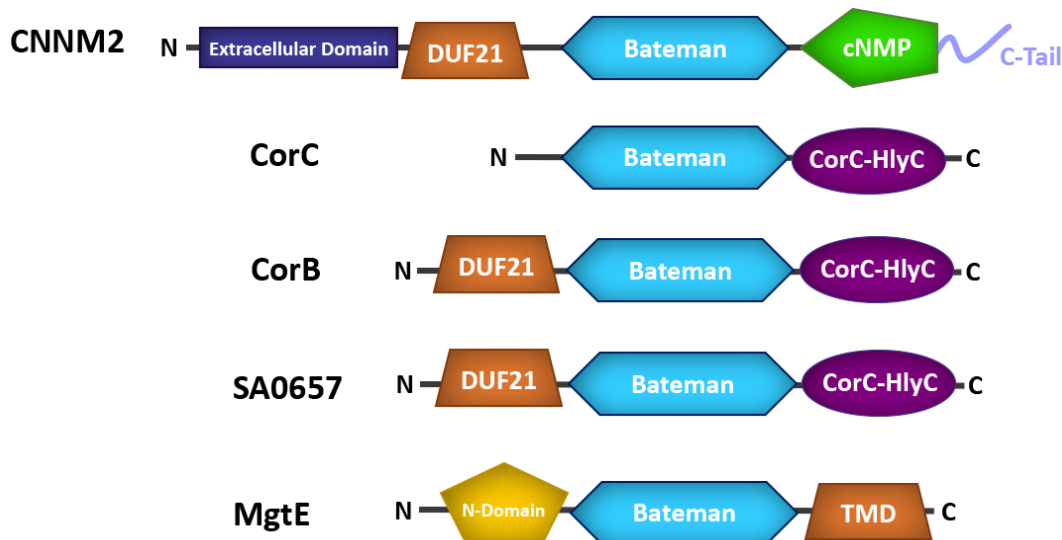 CNNM2 N Extracellular Domain DUF21 Bateman cNMP C-Tail
CorC N Bateman CorC-HlyC C
CorB N DUF21 Bateman CorC-HlyC C
SA0657 N DUF21 Bateman CorC-HlyC C
MgtE N N-Domain Bateman TMD C